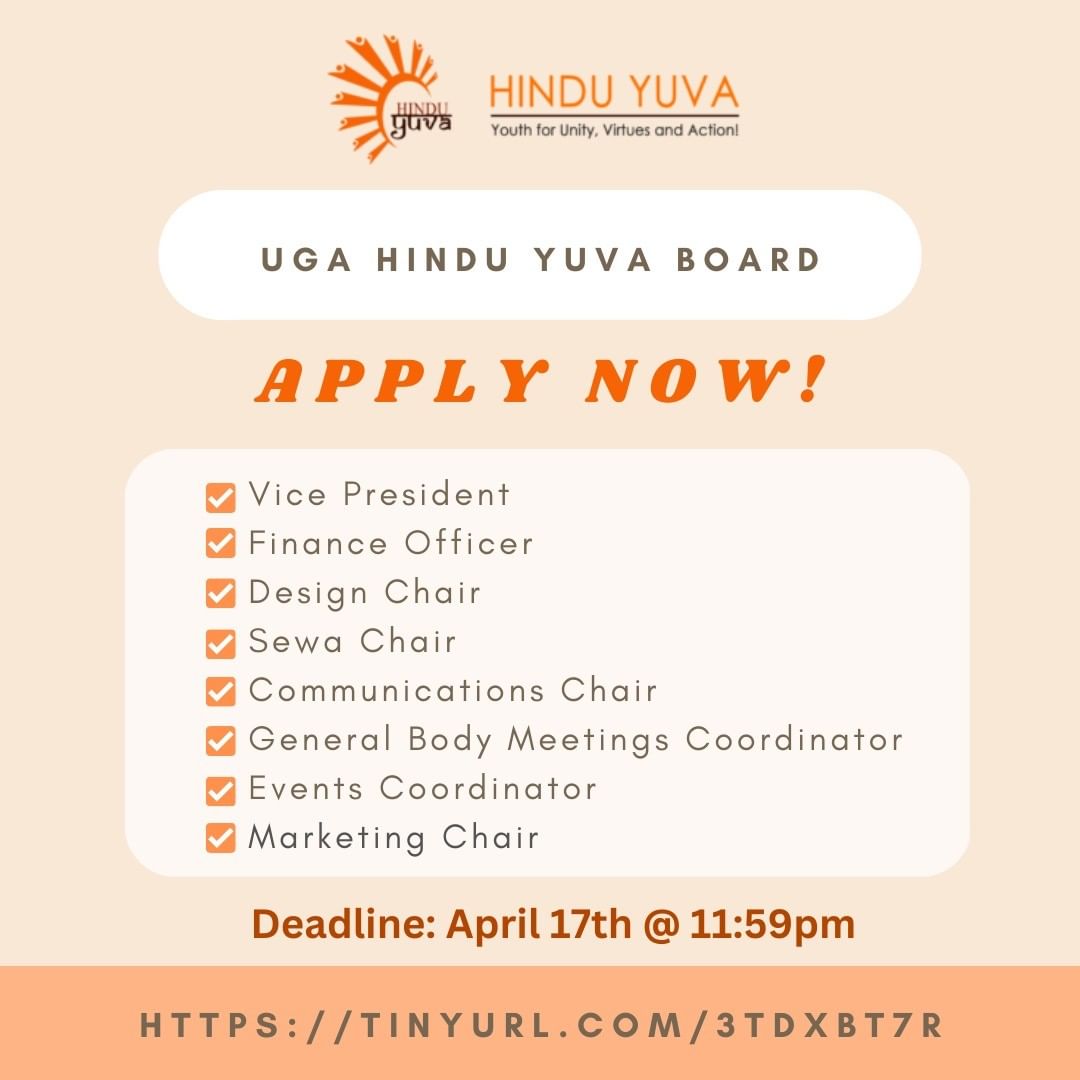 HINDU
yuva
HINDU YUVA
Youth for Unity, Virtues and Action!
UGA HINDU YUVA BOARD
APPLY NOW!
Vice President
Finance Officer
Design Chair
Sewa Chair
Communications Chair
General Body Meetings Coordinator
Events Coordinator
Marketing Chair
Deadline: April 17th @ 11:59pm
HTTPS://TINYURL.COM/3TDXBT7R